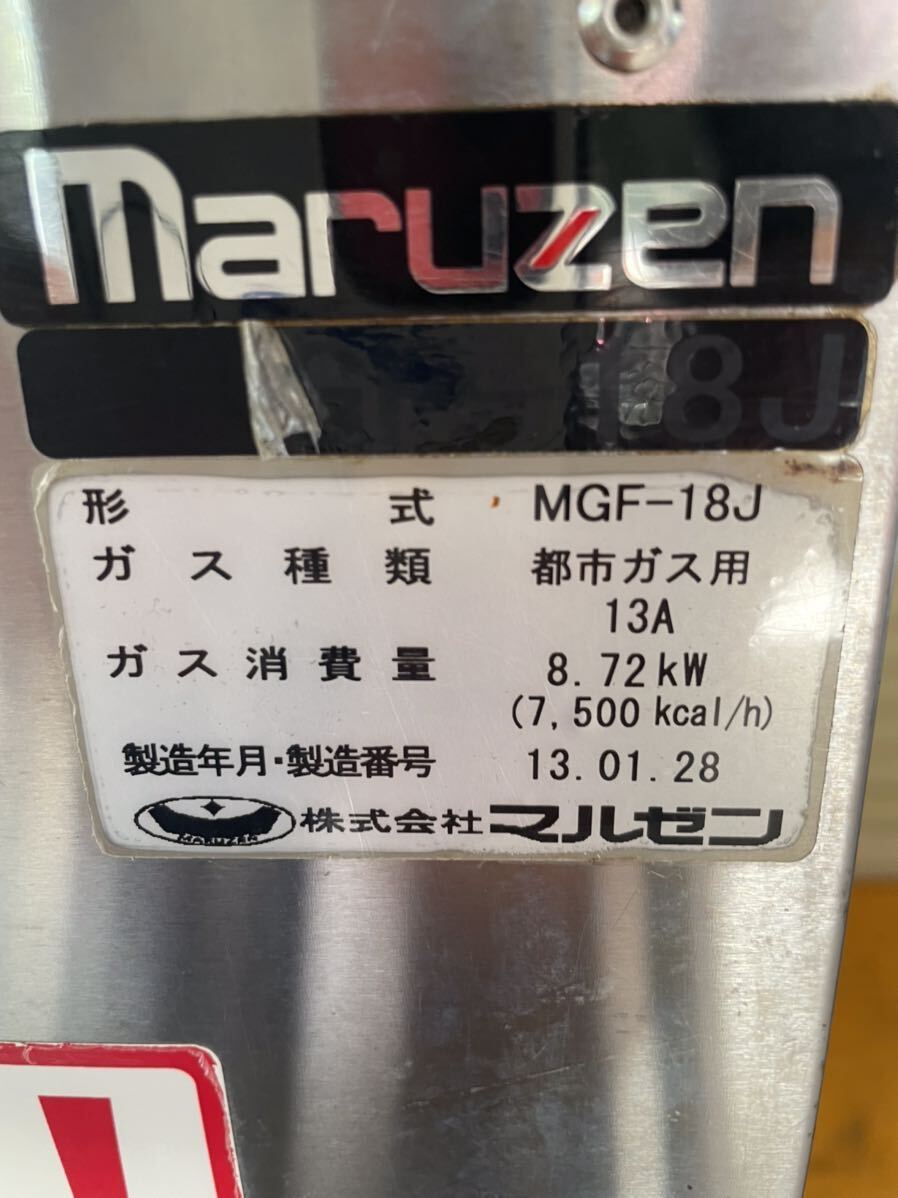 maruzen
18J
形式 MGF-18J
ガス種類 都市ガス用
13A
ガス消費量 8.72kW
(7,500kcal/h)
製造年月・製造番号 13.01.28
MARUZEN 株式会社マルゼン
!